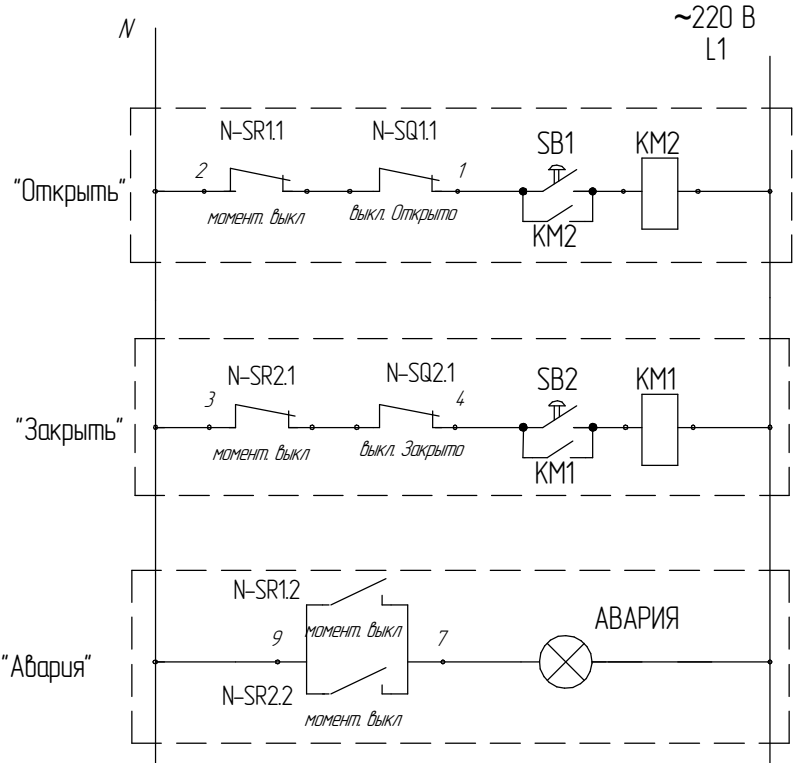 N
~220 В
L1
N-SR1.1
N-SQ1.1
SB1
KM2
2
1
"Открыть"
момент. выкл
выкл. Открыто
KM2
N-SR2.1
N-SQ2.1
SB2
KM1
3
4
"Закрыть"
момент. выкл
выкл. Закрыто
KM1
N-SR1.2
АВАРИЯ
9
момент. выкл
7
"Авария"
N-SR2.2
момент. выкл